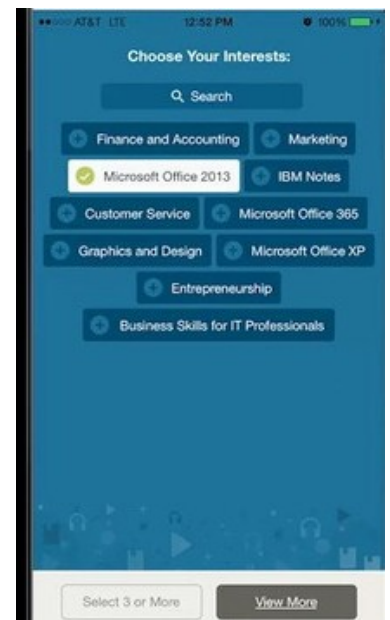 AT&T LTE 12:52 PM 100%
Choose Your Interests:
Search
Finance and Accounting Marketing
Microsoft Office 2013 IBM Notes
Customer Service Microsoft Office 365
Graphics and Design Microsoft Office XP
Entrepreneurship
Business Skills for IT Professionals
Select 3 or More View More